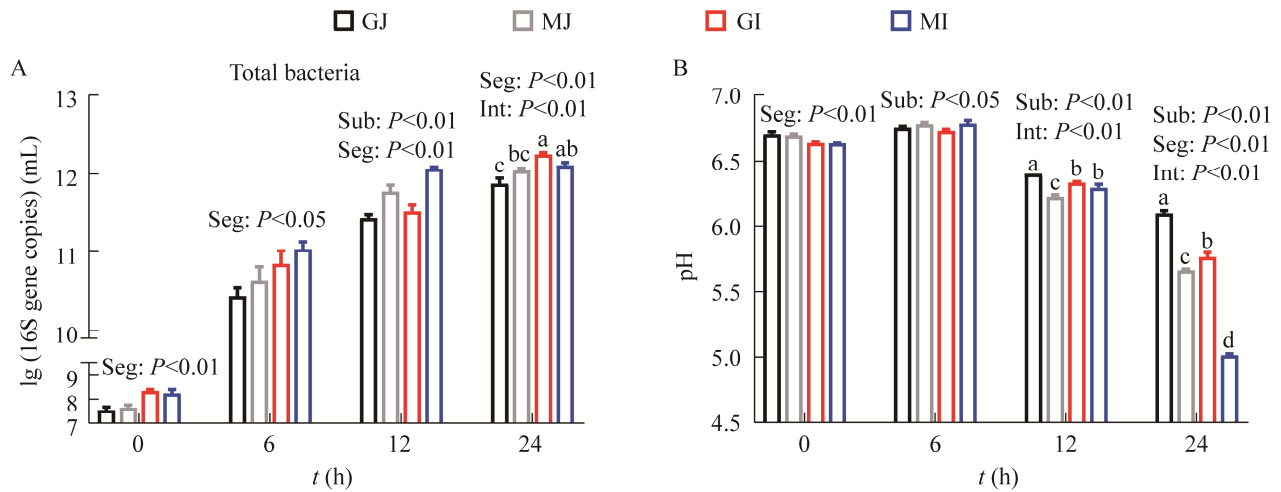 GJ MJ GI MI
A
Total bacteria
lg (16S gene copies) (mL)
13
12
11
10
9
8
7
Seg: P<0.01
Seg: P<0.05
Sub: P<0.01
Seg: P<0.01
Seg: P<0.01
Int: P<0.01
c bc a ab
0 6 12 24
t (h)
B
pH
7.0
6.5
6.0
5.5
5.0
4.5
Seg: P<0.01
Sub: P<0.05
Sub: P<0.01
Int: P<0.01
a c b b
Sub: P<0.01
Seg: P<0.01
Int: P<0.01
a c b d
0 6 12 24
t (h)